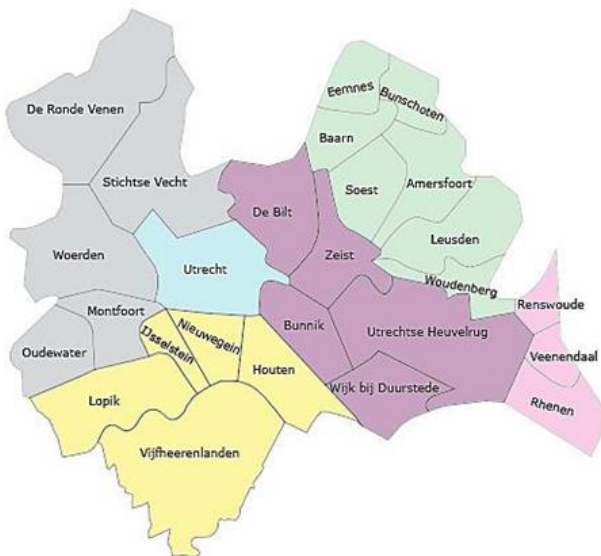 Eemnes
Bunschoten
De Ronde Venen
Baarn
Stichtse Vecht
Soest
Amersfoort
De Bilt
Leusden
Woerden
Zeist
Utrecht
Woudenberg
Montfoort
Renswoude
Nieuwegein
IJsselstein
Bunnik
Utrechtse Heuvelrug
Oudewater
Veenendaal
Houten
Wijk bij Duurstede
Lopik
Rhenen
Vijfheerenlanden